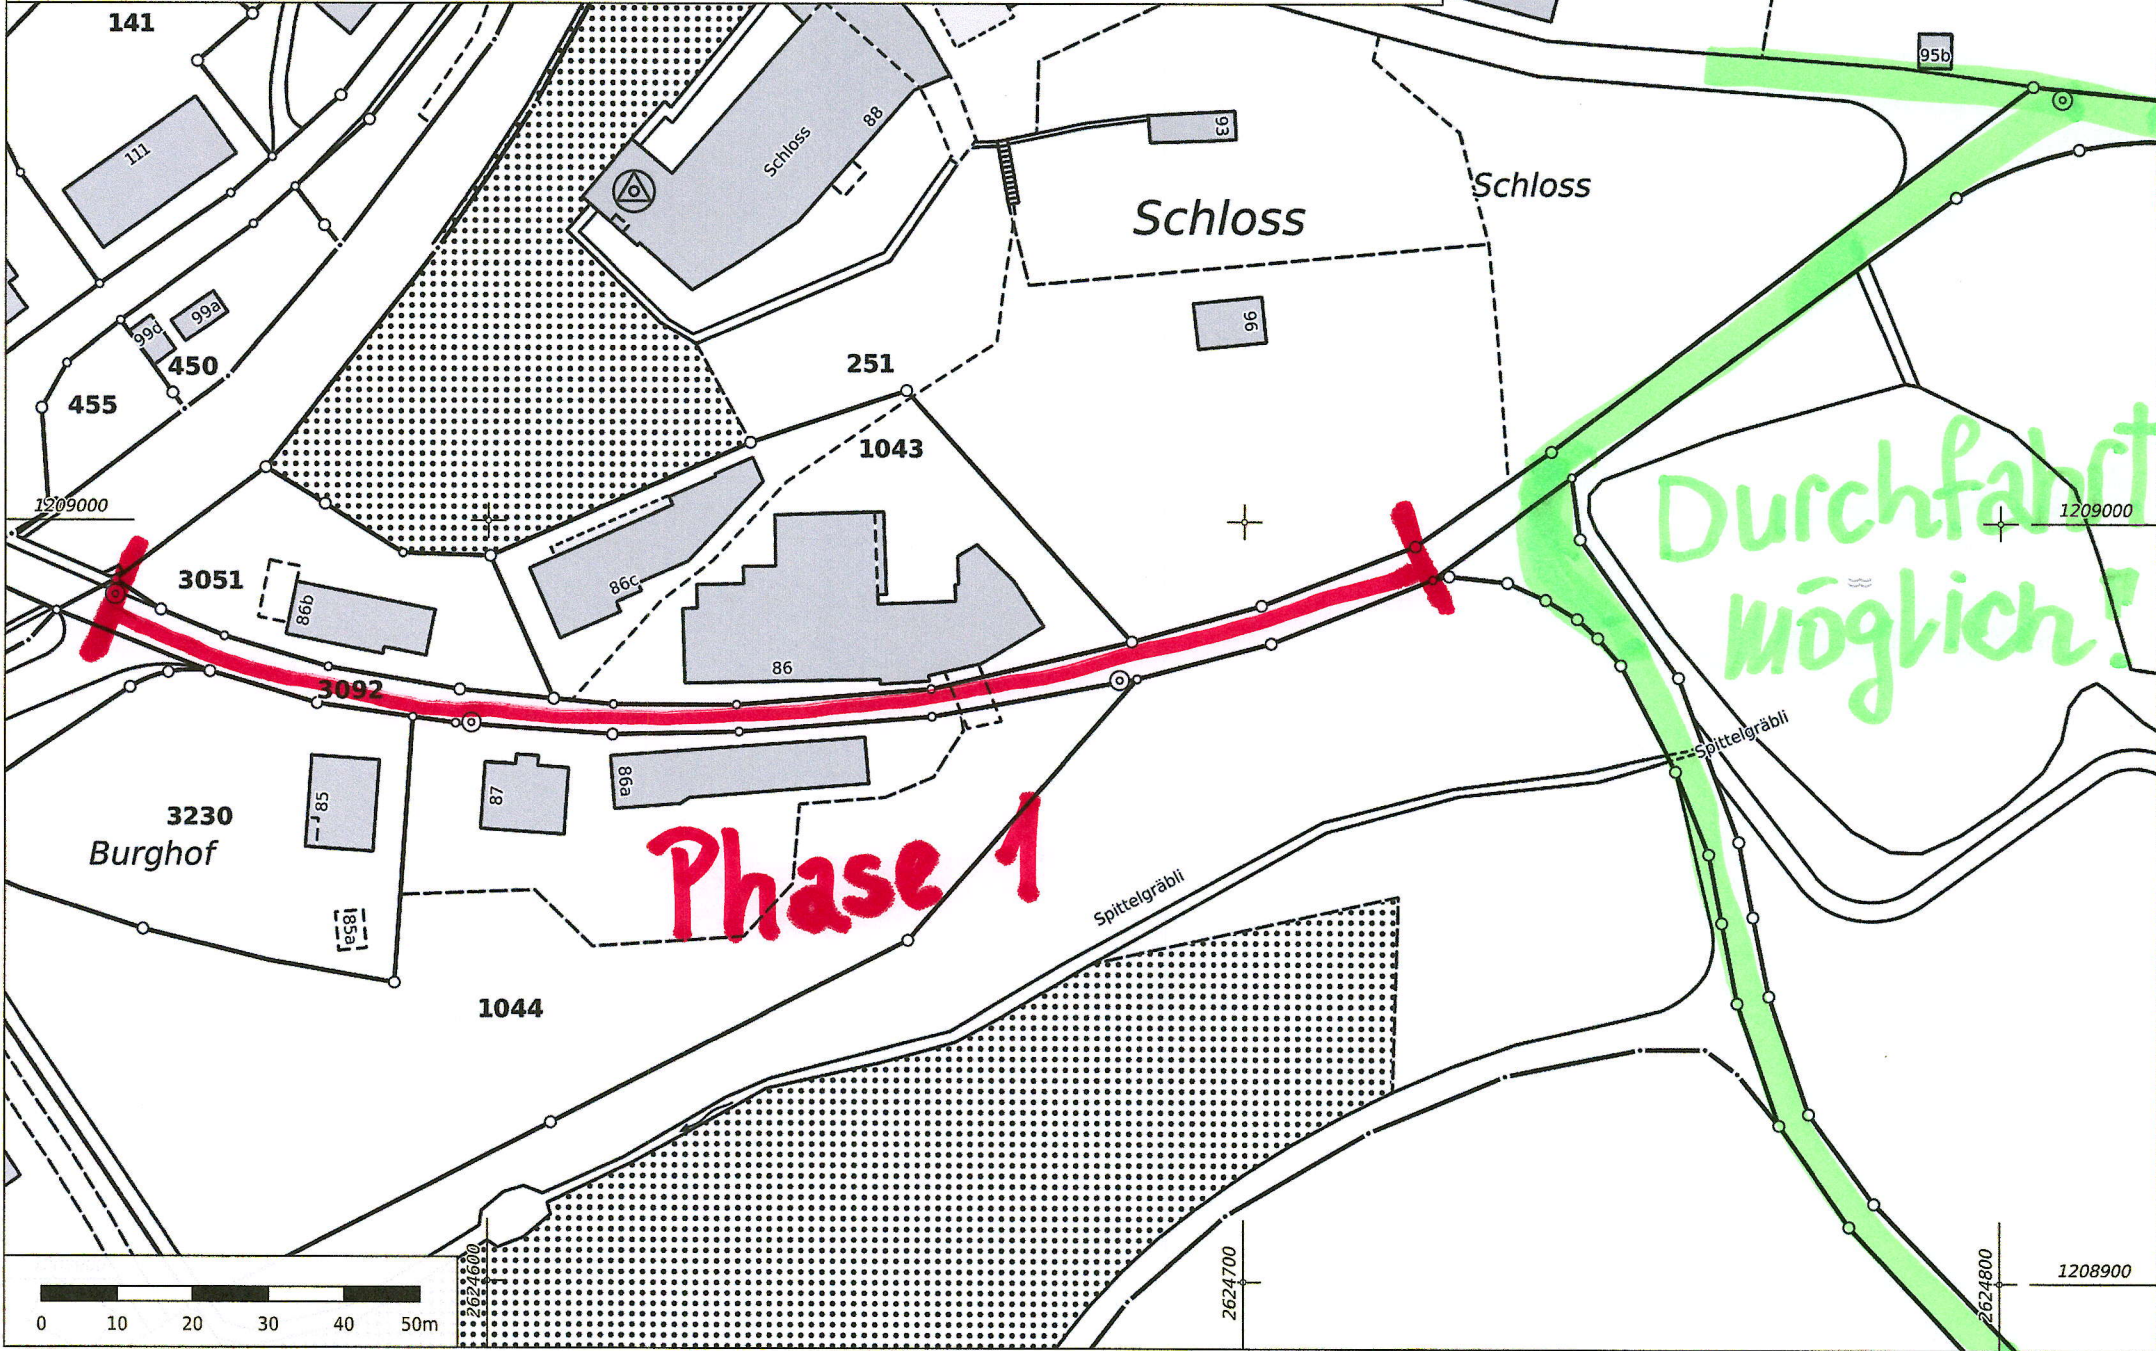 141
111
Schloss
88
93
95b
Schloss
Schloss
99d
99a
450
455
251
96
1043
1209000
1209000
Durchfahrt
möglich!
3051
86b
86c
86
3092
Spittelgräbli
85
87
86a
3230
Burghof
Phase 1
85a
Spittelgräbli
1044
2624600
2624700
2624800
1208900
0 10 20 30 40 50m